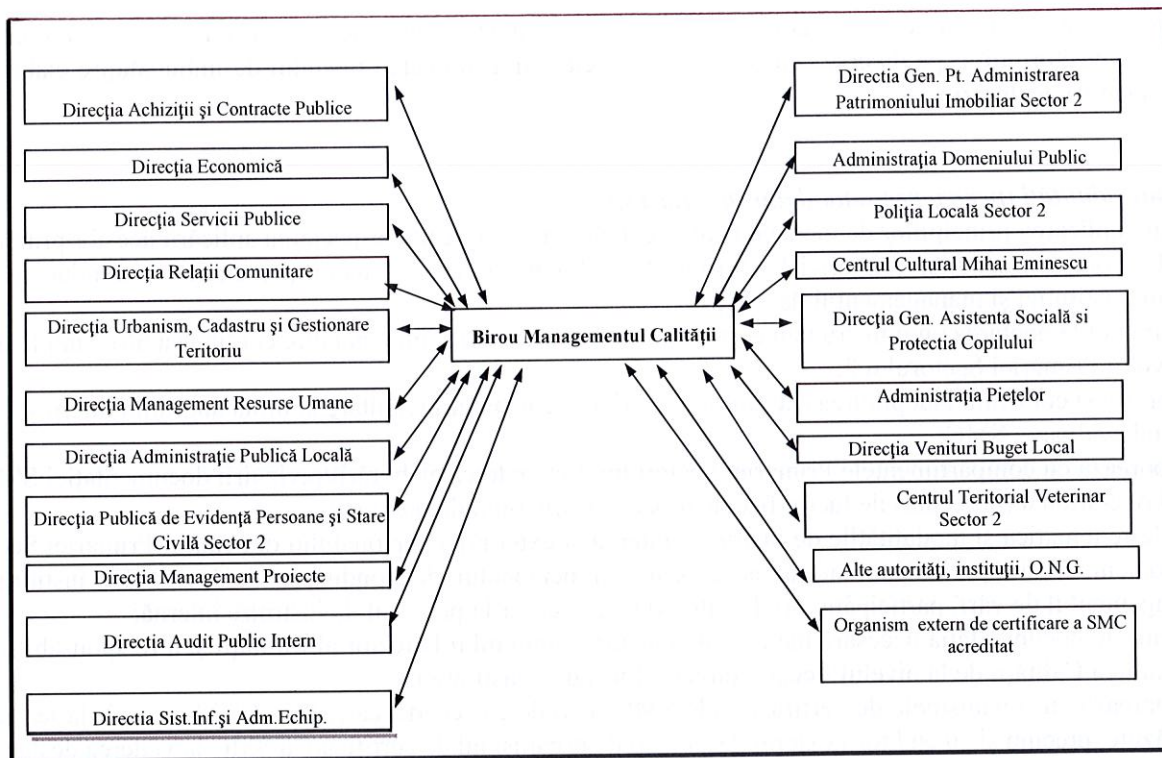 Direcţia Achiziţii şi Contracte Publice
Direcţia Economică
Direcţia Servicii Publice
Direcţia Relaţii Comunitare
Direcţia Urbanism, Cadastru şi Gestionare
Teritoriu
Direcţia Management Resurse Umane
Direcţia Administraţie Publică Locală
Direcţia Publică de Evidenţă Persoane şi Stare
Civilă Sector 2
Direcţia Management Proiecte
Directia Audit Public Intern
Directia Sist.Inf.şi Adm.Echip.
Birou Managementul Calităţii
Directia Gen. Pt. Administrarea
Patrimoniului Imobiliar Sector 2
Administraţia Domeniului Public
Poliţia Locală Sector 2
Centrul Cultural Mihai Eminescu
Direcţia Gen. Asistenta Socială si
Protectia Copilului
Administraţia Pieţelor
Direcţia Venituri Buget Local
Centrul Teritorial Veterinar
Sector 2
Alte autorităţi, instituţii, O.N.G.
Organism extern de certificare a SMC
acreditat